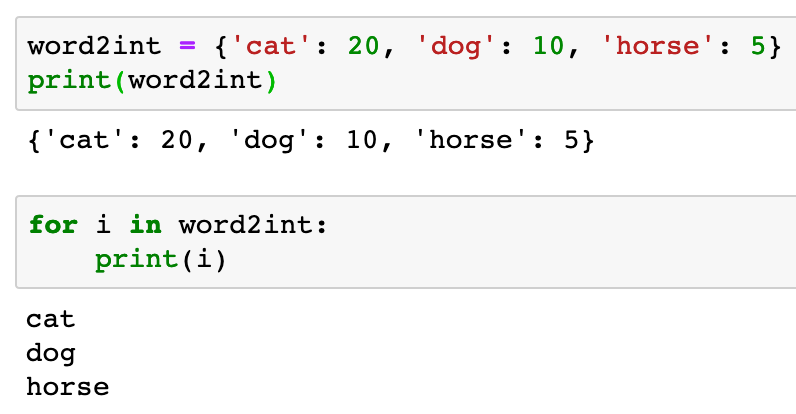 word2int = {'cat': 20, 'dog': 10, 'horse': 5}
print(word2int)
{'cat': 20, 'dog': 10, 'horse': 5}
for i in word2int:
    print(i)
cat
dog
horse